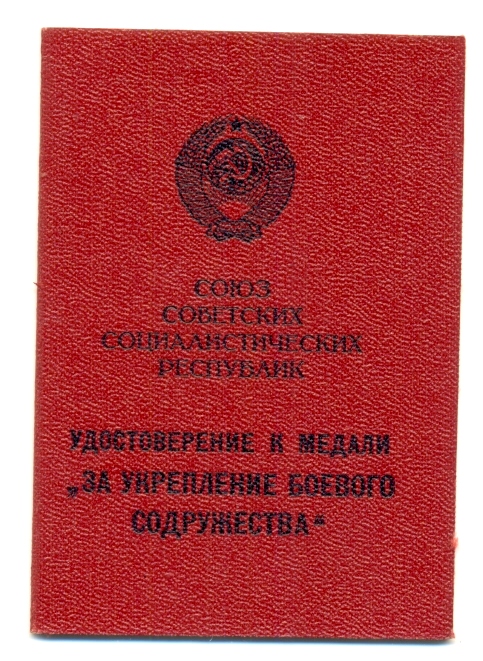 СОЮЗ
СОВЕТСКИХ
СОЦИАЛИСТИЧЕСКИХ
РЕСПУБЛИК
УДОСТОВЕРЕНИЕ К МЕДАЛИ
„ЗА УКРЕПЛЕНИЕ БОЕВОГО
СОДРУЖЕСТВА“